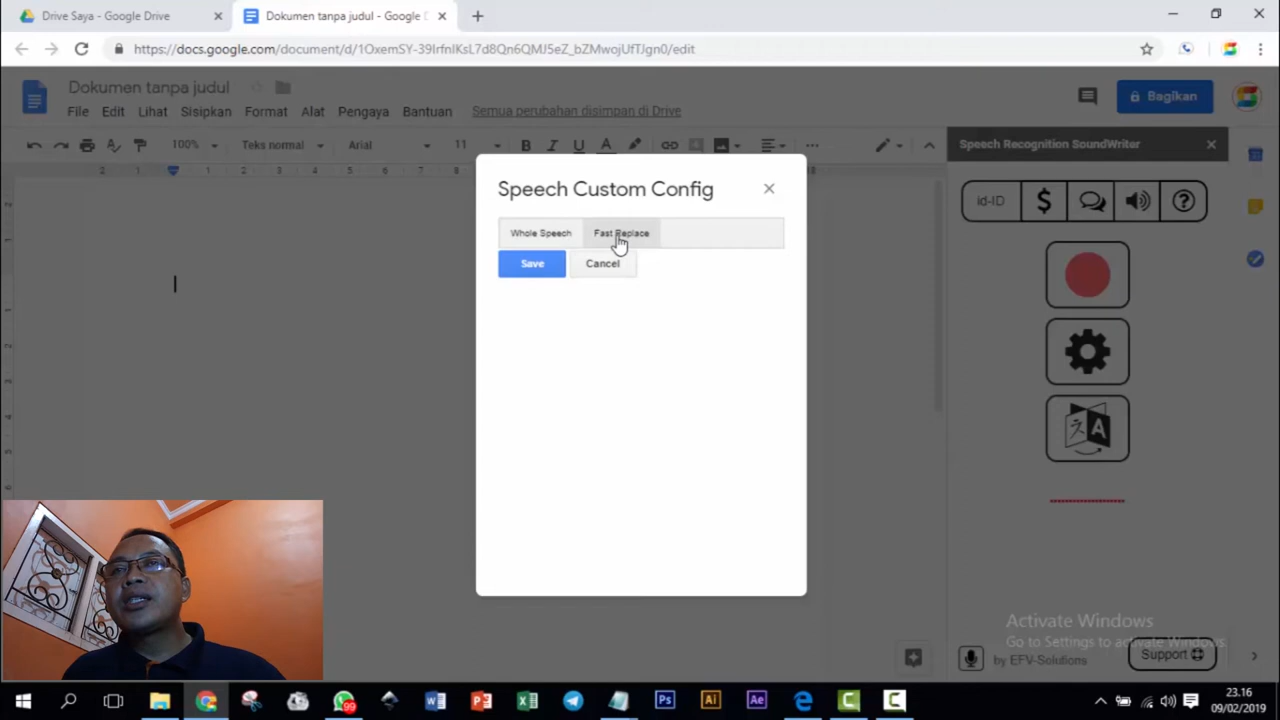 Drive Saya - Google Drive
Dokumen tanpa judul - Google D
https://docs.google.com/document/d/1OxemSY-39IrfnIKsL7d8Qn6QMJ5eZ_bZMwojUfTJgn0/edit
Dokumen tanpa judul
File Edit Lihat Sisipkan Format Alat Pengaya Bantuan Semua perubahan disimpan di Drive
Bagikan
100% Teks normal Arial 11 B I U A
Speech Recognition SoundWriter
id-ID $ ?
Speech Custom Config
Whole Speech Fast Replace
Save Cancel
Activate Windows
Go to Settings to activate Windows.
by EFV-Solutions Support
99
23.16
09/02/2019